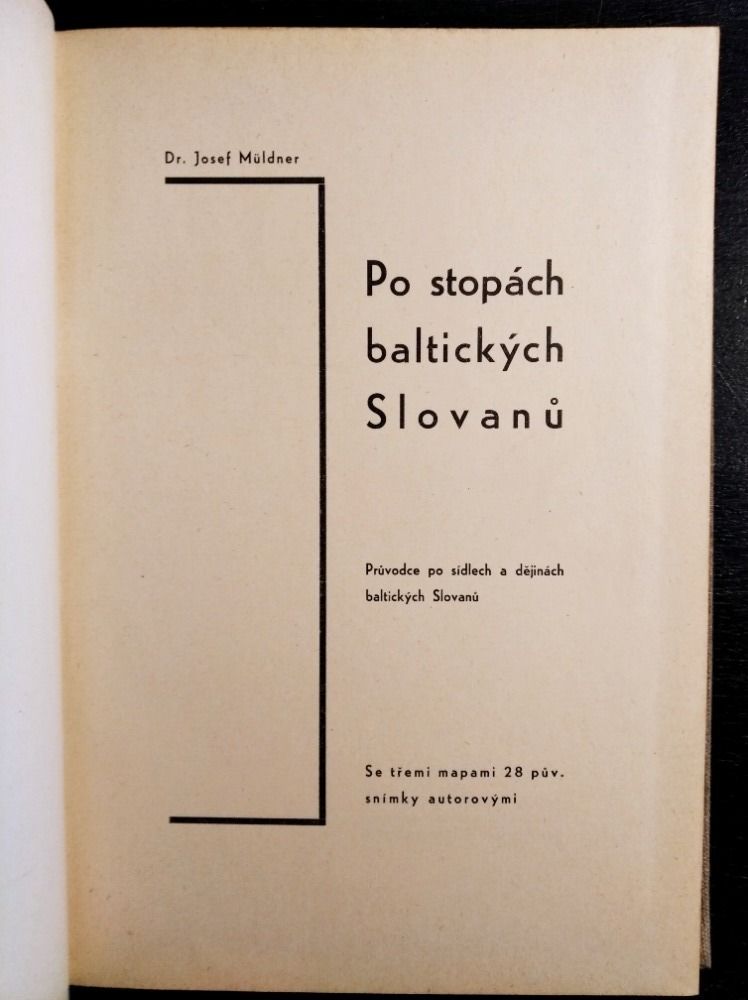 Dr. Josef Müldner
Po stopách
baltických
Slovanů
Průvodce po sídlech a dějinách
baltických Slovanů
Se třemi mapami 28 pův.
snímky autorovými